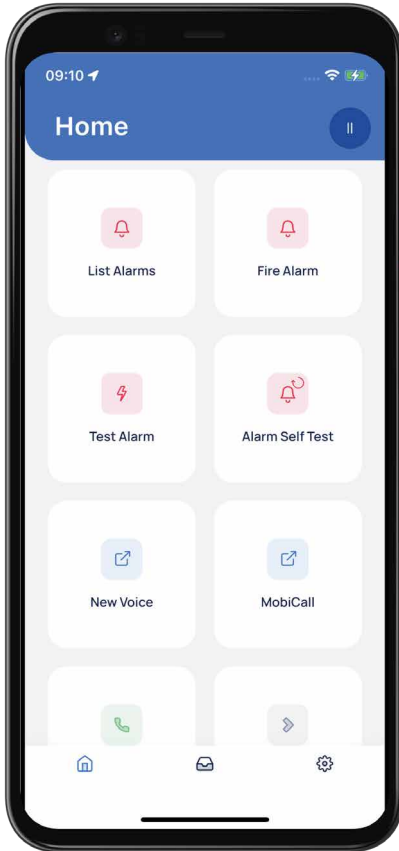 09:10
Home
List Alarms
Fire Alarm
Test Alarm
Alarm Self Test
New Voice
MobiCall